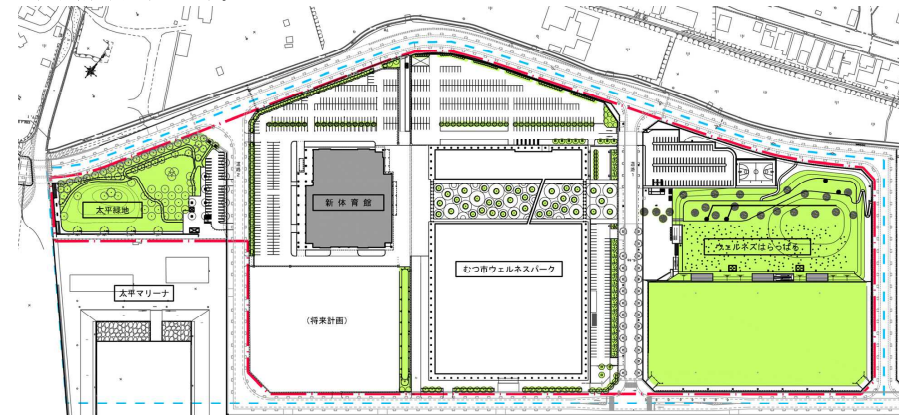 新体育館
太平緑地
ウェルネスはらっぱる
むつ市ウェルネスパーク
太平マリーナ
(将来計画)